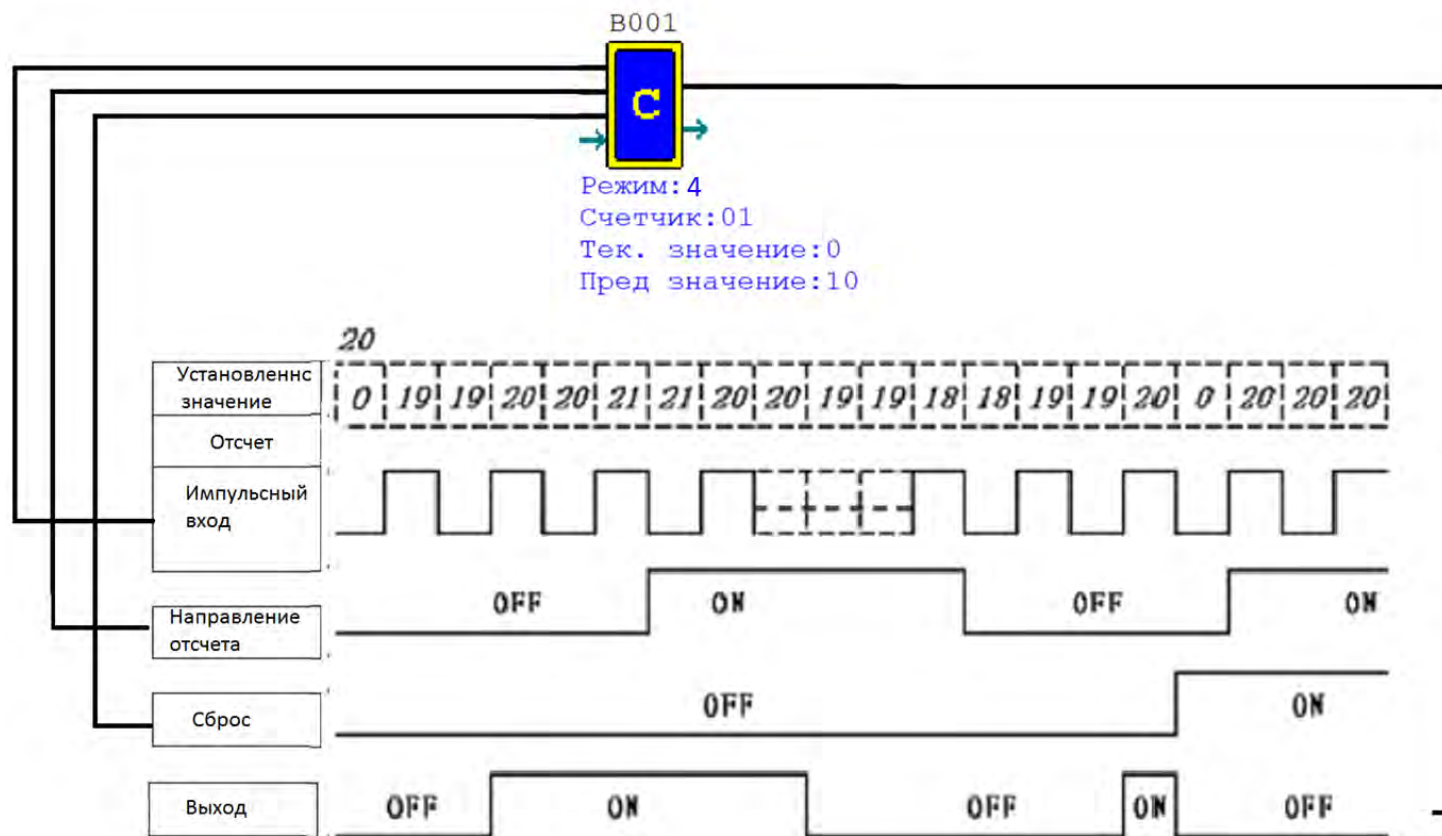 B001
C
Режим:4
Счетчик:01
Тек. значение:0
Пред значение:10
20
Установленнс
значение
0 19 19 20 20 21 21 20 20 19 19 18 18 19 19 20 0 20 20 20
Отсчет
Импульсный
вход
OFF ON OFF ON
Направление
отсчета
OFF ON
Сброс
Выход OFF ON OFF ON OFF